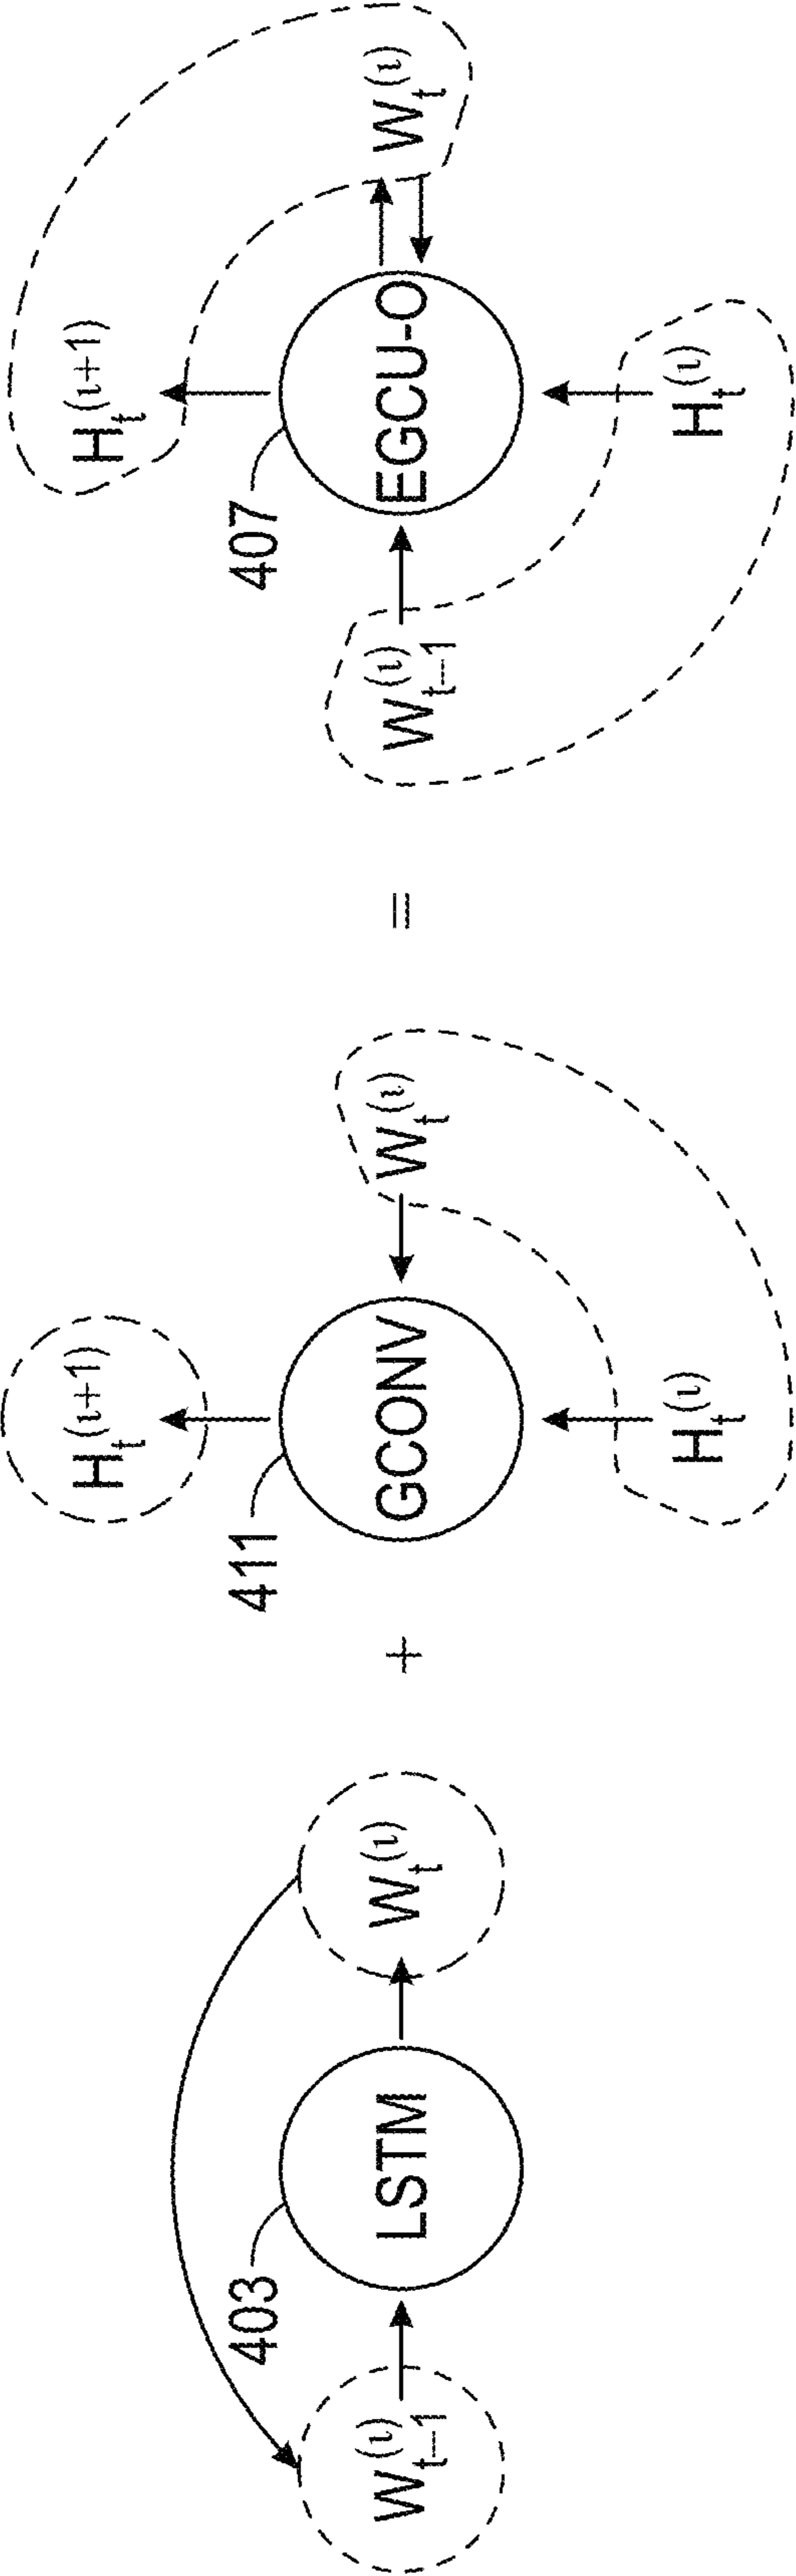 W_{t-1}^{(ι)}
403
LSTM
W_t^{(ι)}
+
H_t^{(ι+1)}
411
GCONV
W_t^{(ι)}
H_t^{(ι)}
=
H_t^{(ι+1)}
407
W_{t-1}^{(ι)}
EGCU-O
W_t^{(ι)}
H_t^{(ι)}